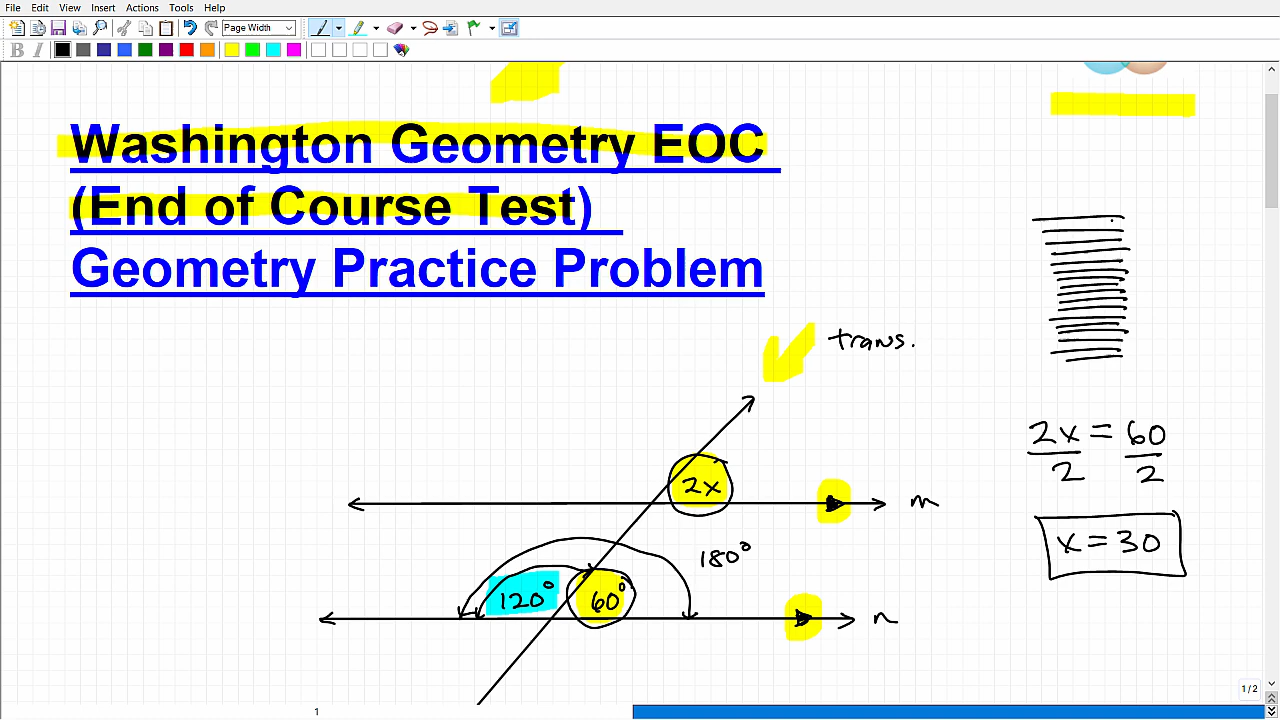 File Edit View Insert Actions Tools Help
Page Width
B I
Washington Geometry EOC
(End of Course Test)
Geometry Practice Problem
trans.
2x = 60
2 2
2x
m
x = 30
180°
120° 60°
n
1/2
1